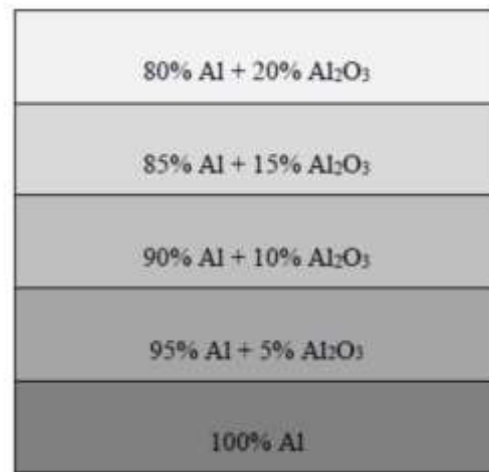 80% Al + 20% Al₂O₃
85% Al + 15% Al₂O₃
90% Al + 10% Al₂O₃
95% Al + 5% Al₂O₃
100% Al